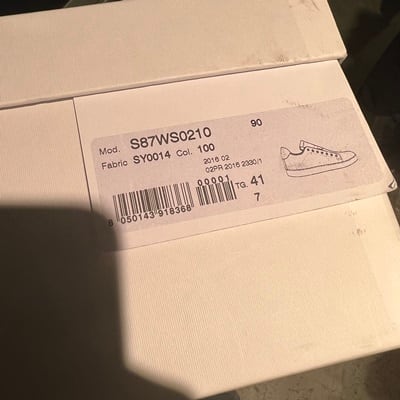 Mod. S87WS0210 90
Fabric SY0014 Col. 100
2016 02
02PR 2016 2330/1
00001
8 050143 918368
TG. 41
7